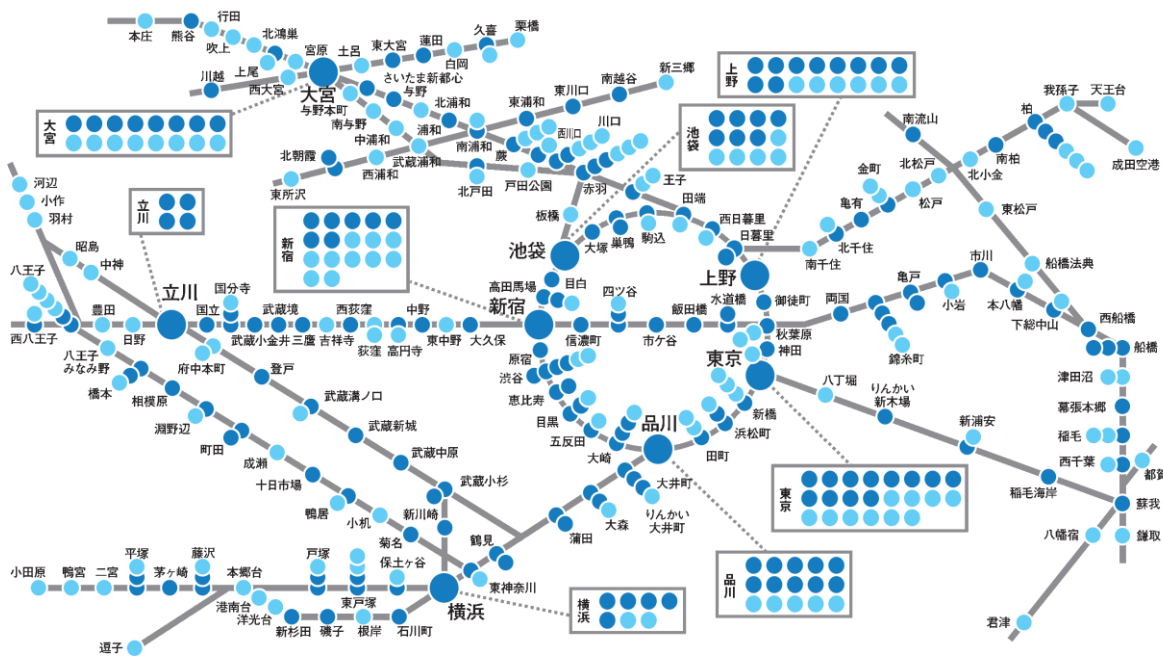 本庄
熊谷
行田
吹上
北鴻巣
上尾
宮原
川越
西大宮
大宮
土呂
東大宮
蓮田
白岡
久喜
栗橋
さいたま新都心
与野
与野本町
南与野
北浦和
浦和
中浦和
南浦和
武蔵浦和
西浦和
北朝霞
東所沢
東浦和
東川口
南越谷
新三郷
蕨
西川口
川口
北戸田
戸田公園
赤羽
板橋
大宮
上野
池袋
立川
新宿
王子
田端
西日暮里
日暮里
駒込
巣鴨
大塚
池袋
目白
高田馬場
上野
御徒町
秋葉原
神田
南千住
北千住
亀有
金町
松戸
北松戸
北小金
南柏
柏
我孫子
天王台
成田空港
南流山
東松戸
船橋法典
河辺
小作
羽村
昭島
中神
八王子
西八王子
豊田
日野
立川
国立
国分寺
武蔵小金井
武蔵境
三鷹
吉祥寺
西荻窪
荻窪
高円寺
中野
東中野
大久保
新宿
信濃町
四ツ谷
市ケ谷
飯田橋
水道橋
両国
錦糸町
亀戸
小岩
市川
本八幡
下総中山
西船橋
船橋
津田沼
幕張本郷
稲毛
西千葉
都賀
蘇我
鎌取
八幡宿
君津
稲毛海岸
新浦安
りんかい
新木場
八丁堀
東京
新橋
浜松町
田町
品川
大崎
五反田
目黒
恵比寿
渋谷
原宿
八王子
みなみ野
橋本
相模原
淵野辺
町田
成瀬
十日市場
鴨居
小机
菊名
府中本町
登戸
武蔵溝ノ口
武蔵新城
武蔵中原
武蔵小杉
新川崎
大井町
りんかい
大井町
大森
蒲田
鶴見
東神奈川
横浜
保土ヶ谷
東戸塚
戸塚
本郷台
藤沢
茅ヶ崎
平塚
二宮
鴨宮
小田原
逗子
港南台
洋光台
新杉田
磯子
根岸
石川町
横浜
品川
東京